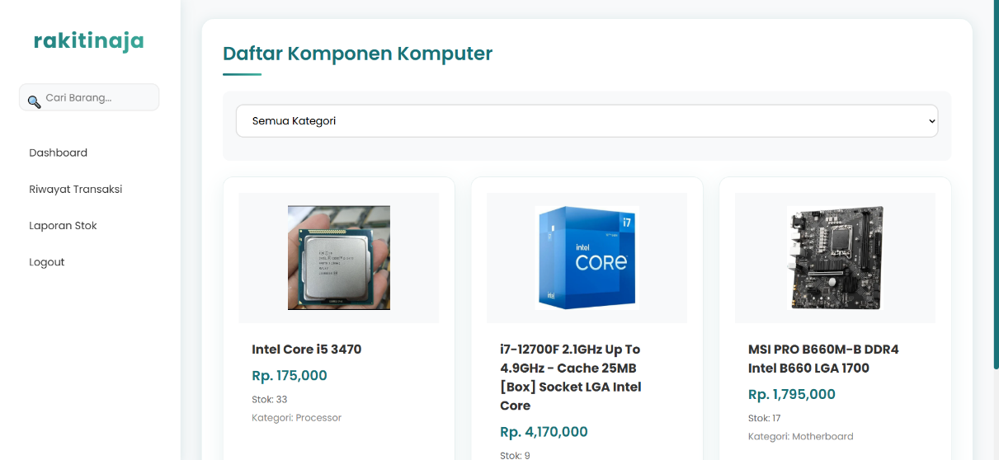 rakitinaja
Cari Barang...
Dashboard
Riwayat Transaksi
Laporan Stok
Logout
Daftar Komponen Komputer
Semua Kategori
intel
CORE
i7
intel
Intel Core i5 3470
Rp. 175,000
Stok: 33
Kategori: Processor
i7-12700F 2.1GHz Up To
4.9GHz - Cache 25MB
[Box] Socket LGA Intel
Core
Rp. 4,170,000
Stok: 9
MSI PRO B660M-B DDR4
Intel B660 LGA 1700
Rp. 1,795,000
Stok: 17
Kategori: Motherboard